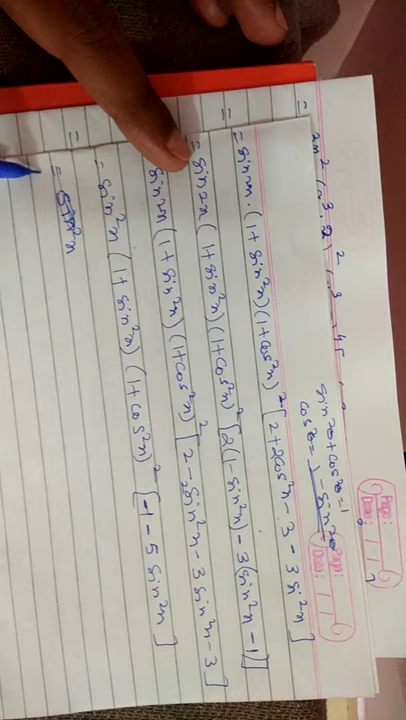 Page:
Date: / /
Page:
Date: / /
sin²θ + cos²θ = 1
cos²θ = 1 - sin²θ
= sin2x · (1 + sin²x) (1 + cos²x)² [2 + 2cos²x - 3 - 3sin²x]
= sin2x (1 + sin²x) (1 + cos²x)² [2(1 - sin²x) - 3(sin²x - 1)]
sin2x (1 + sin²x) (1 + cos²x)² [2 - 2sin²x - 3sin²x - 3]
= sin²x (1 + sin²x) (1 + cos²x)² [-1 - 5sin²x]
=